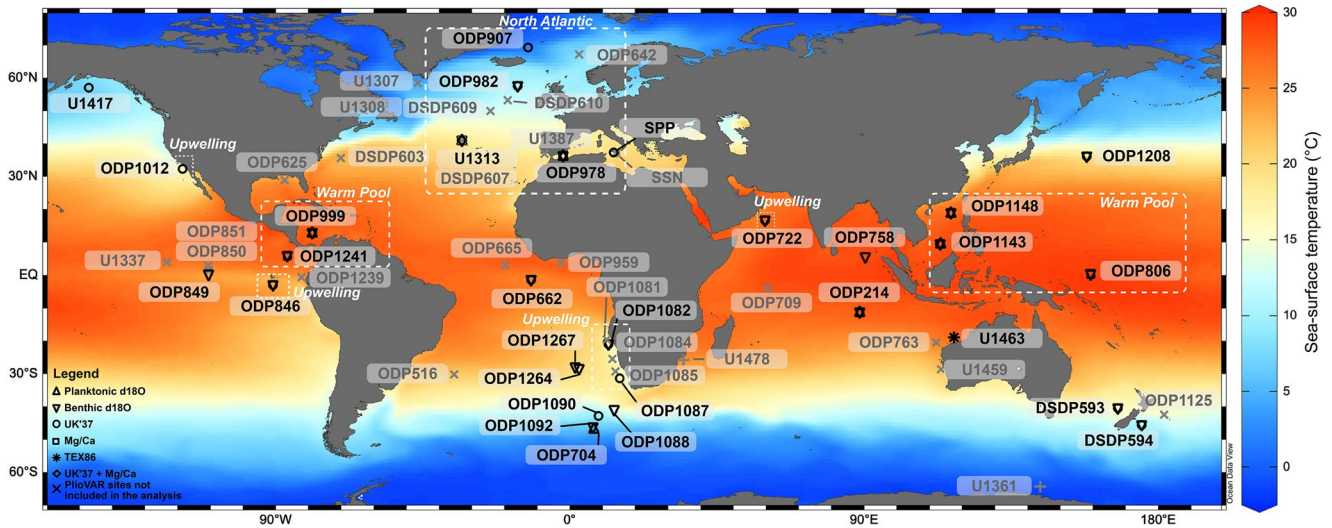 North Atlantic
ODP907
ODP642
60°N
U1307
ODP982
U1417
U1308
DSDP609
DSDP610
Upwelling
U1387
SPP
ODP1012
ODP625
DSDP603
U1313
ODP978
ODP1208
30°N
DSDP607
SSN
Warm Pool
Upwelling
Warm Pool
ODP999
ODP1148
ODP851
ODP722
ODP758
ODP850
ODP665
ODP1143
U1337
ODP1241
ODP959
EQ
ODP1239
ODP806
ODP849
ODP1081
ODP709
ODP846
Upwelling
ODP662
ODP214
ODP1082
Upwelling
ODP1267
ODP1084
ODP763
U1463
U1478
30°S
ODP516
ODP1264
ODP1085
U1459
Legend
Planktonic d18O
Benthic d18O
UK'37
Mg/Ca
TEX86
UK'37 + Mg/Ca
PlioVAR sites not
included in the analysis
ODP1090
ODP1087
DSDP593
ODP1125
ODP1092
ODP1088
DSDP594
ODP704
60°S
U1361
Ocean Data View
90°W
0°
90°E
180°E
30
25
20
15
10
5
0
Sea-surface temperature (°C)